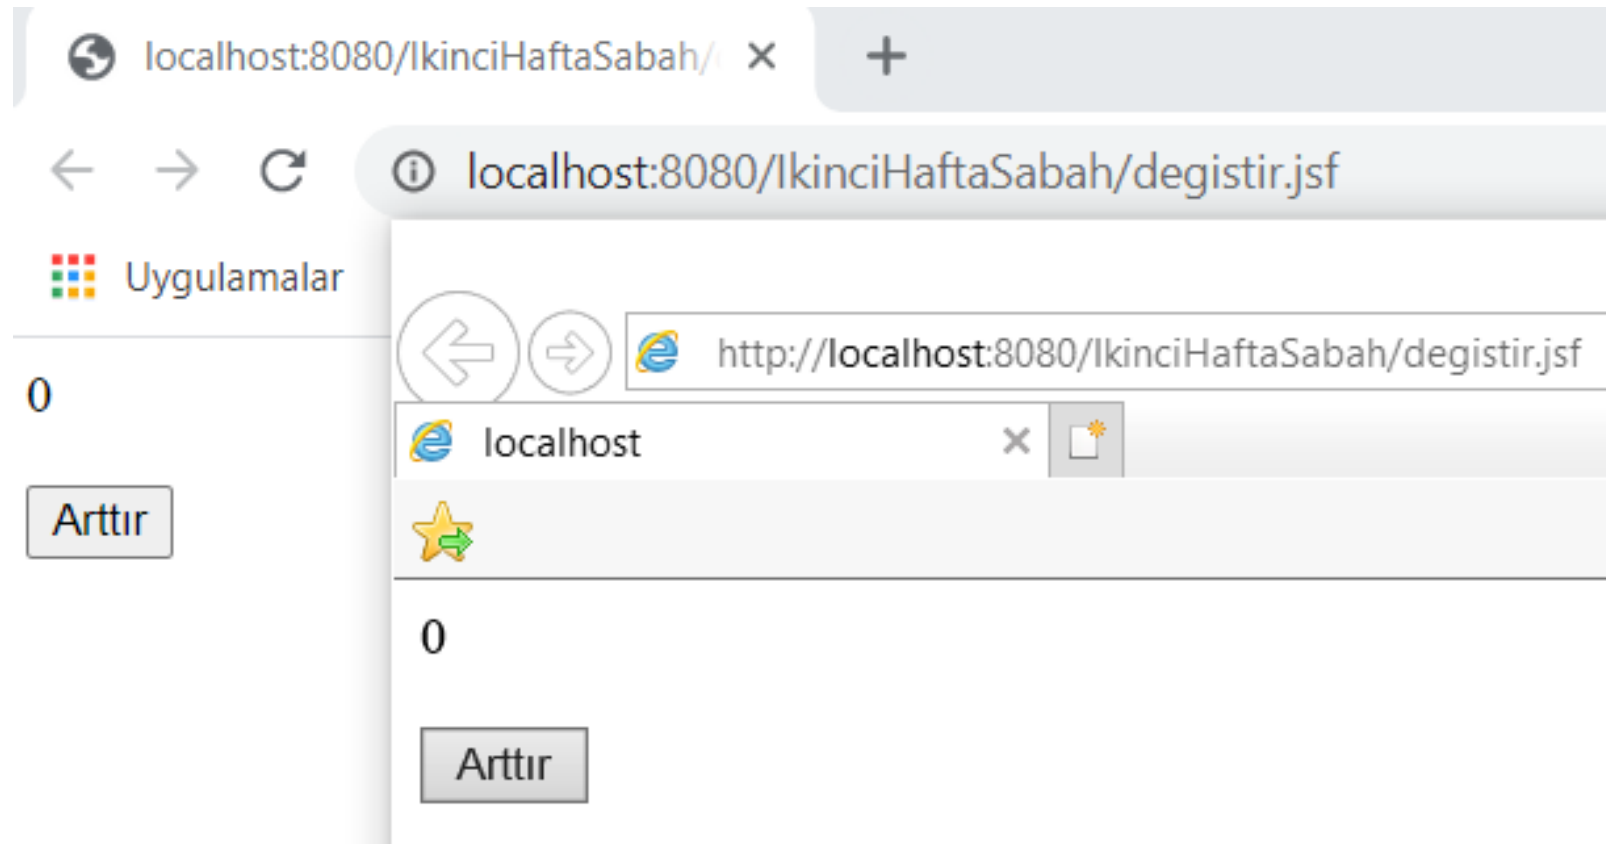 localhost:8080/IkinciHaftaSabah/
localhost:8080/IkinciHaftaSabah/degistir.jsf
Uygulamalar
0
Arttır
http://localhost:8080/IkinciHaftaSabah/degistir.jsf
localhost
0
Arttır